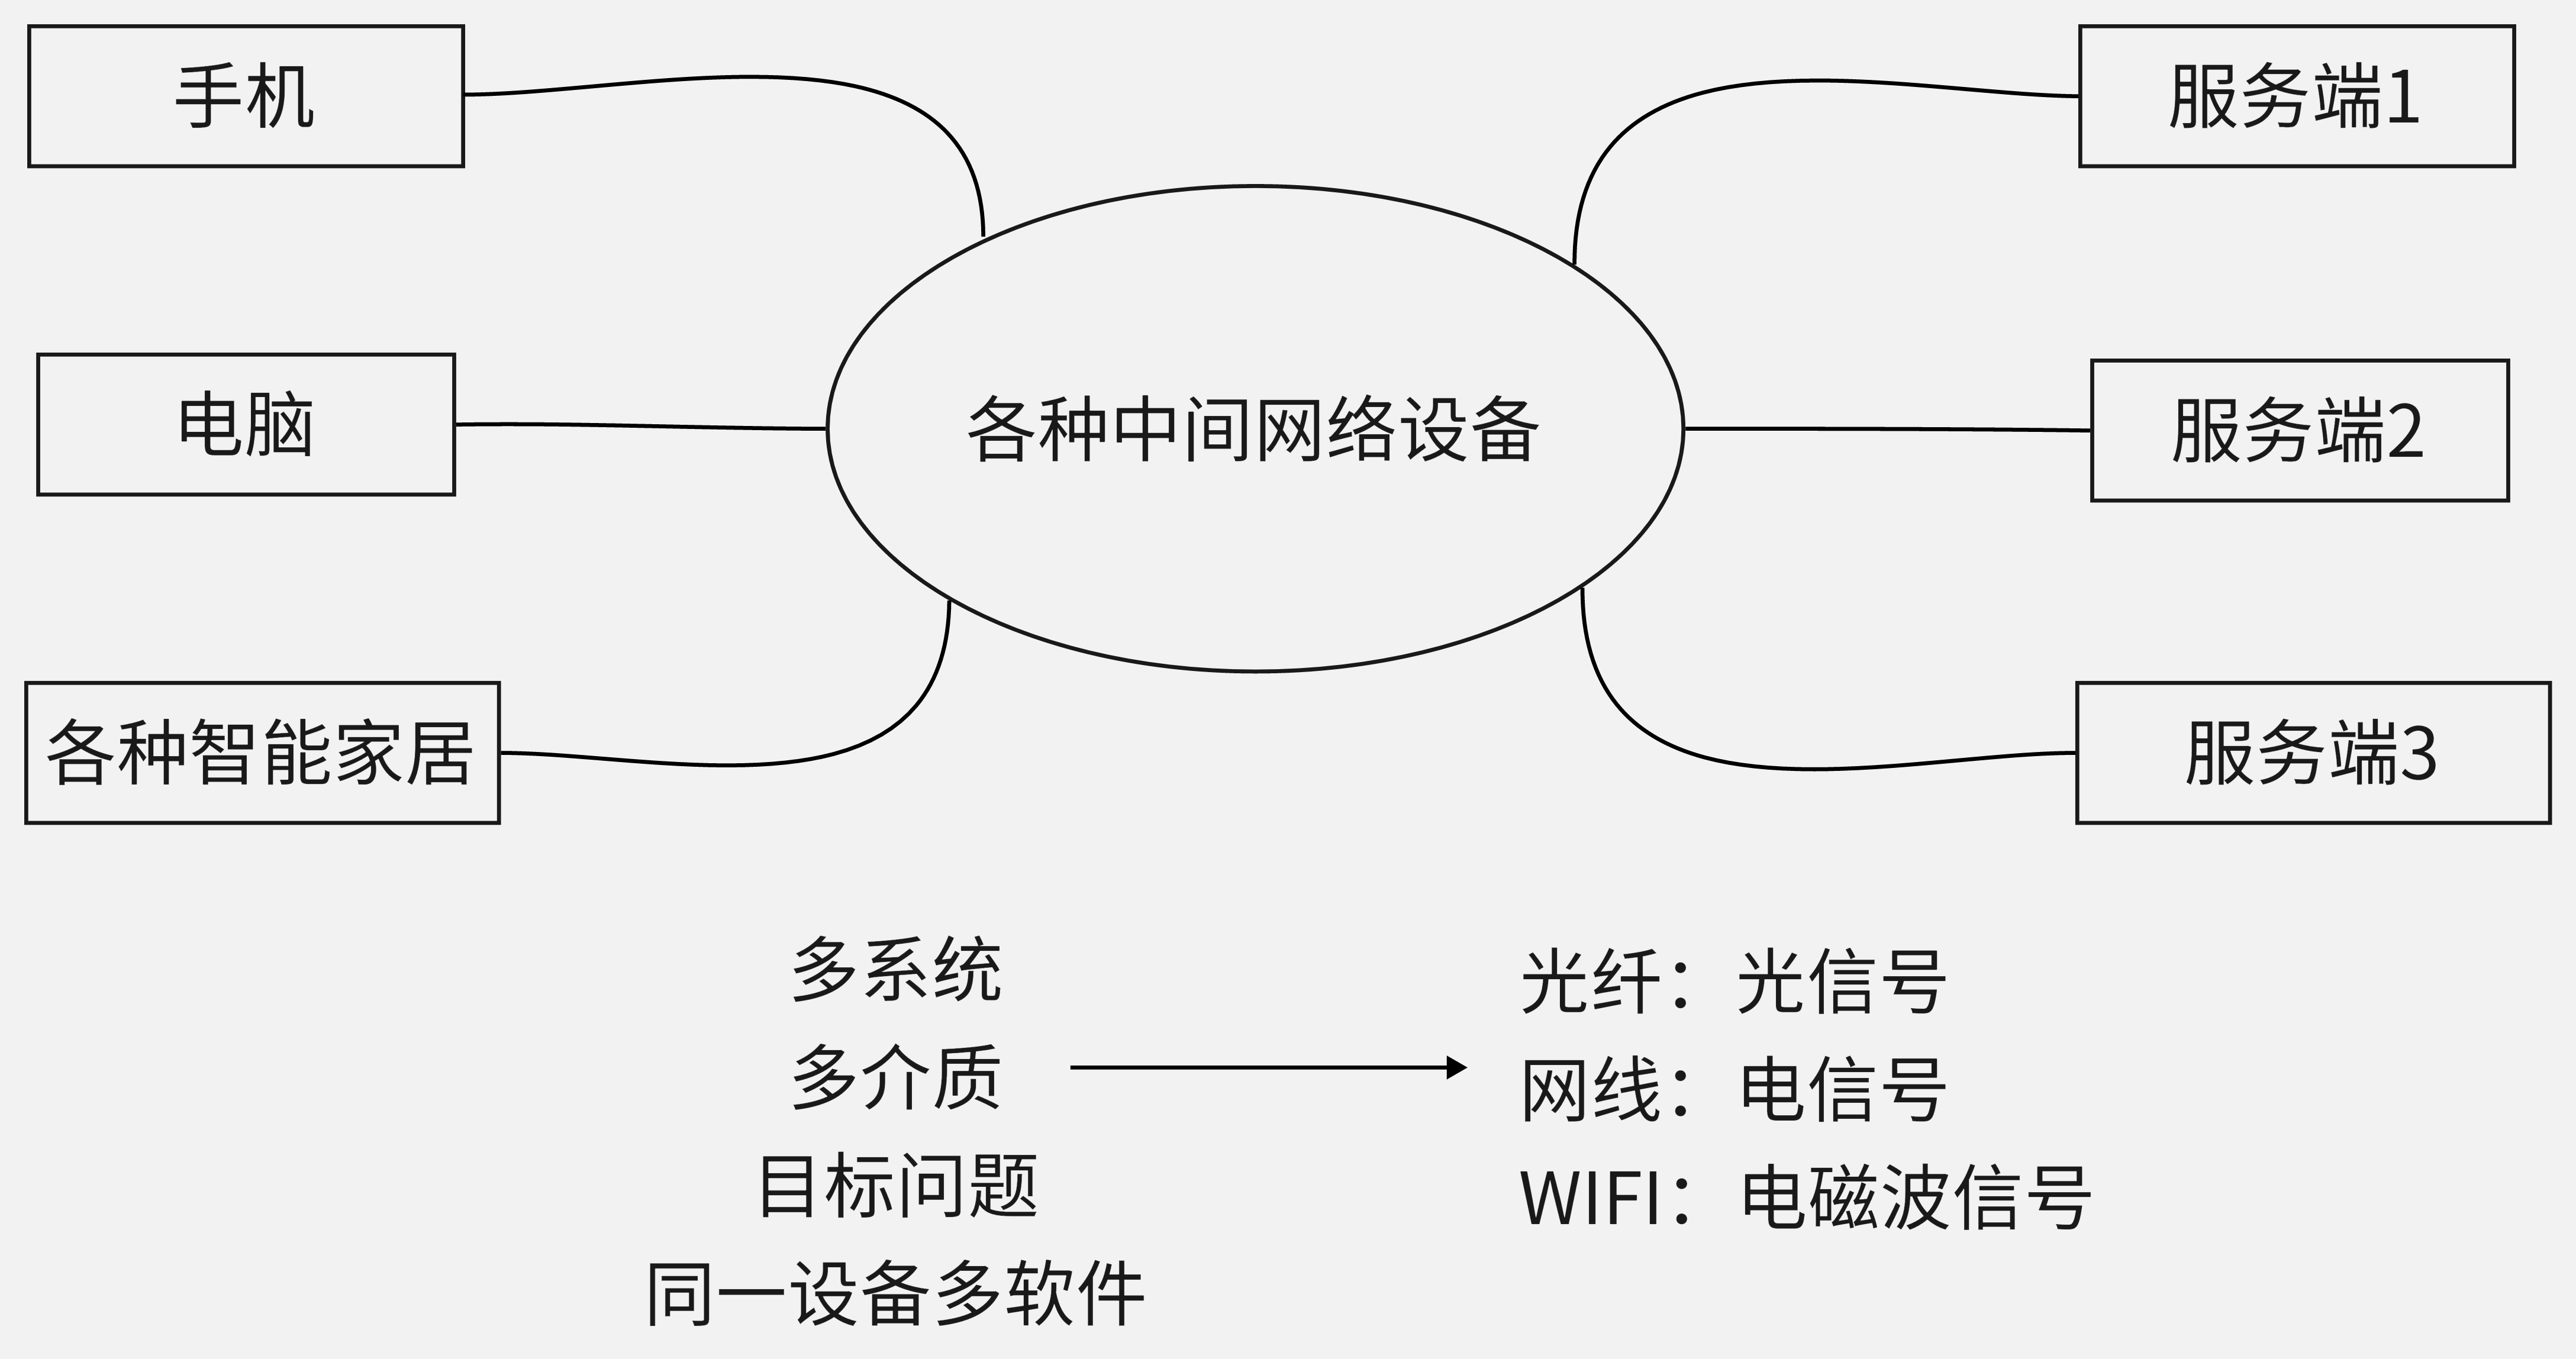 手机
服务端1
电脑
各种中间网络设备
服务端2
各种智能家居
服务端3
多系统
多介质
目标问题
同一设备多软件
光纤：光信号
网线：电信号
WIFI：电磁波信号